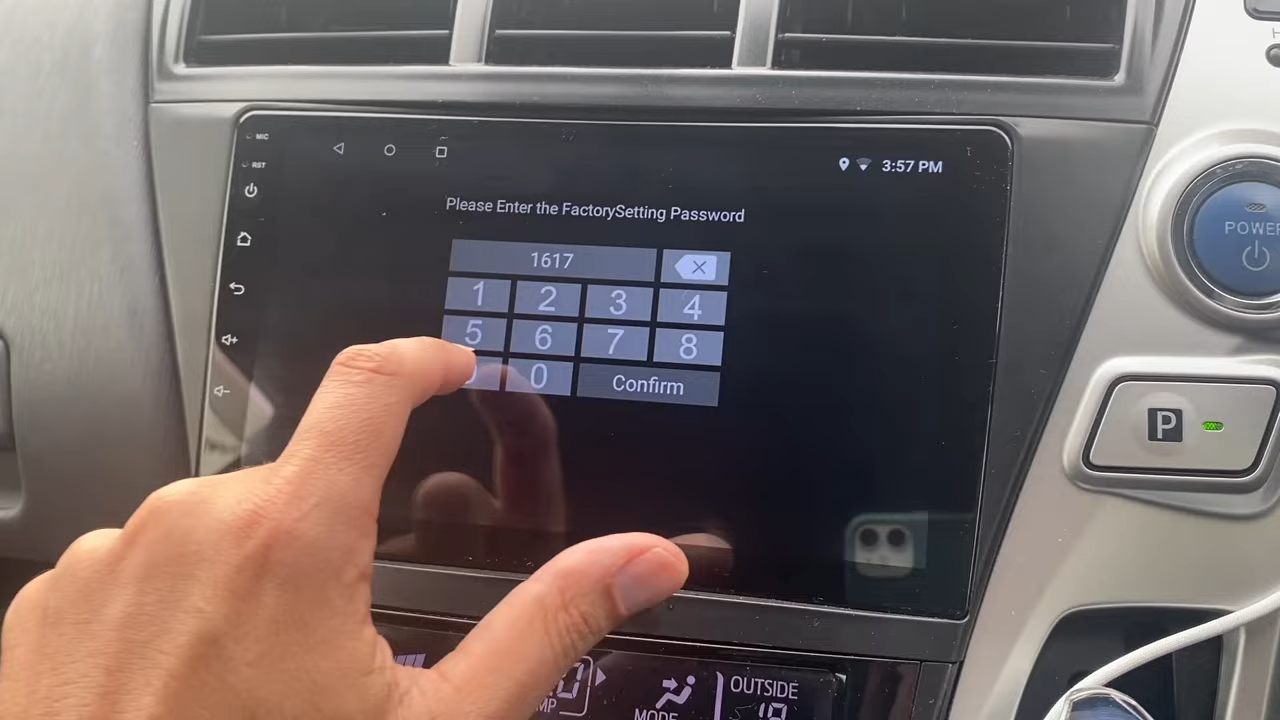 MIC
RST
3:57 PM
Please Enter the FactorySetting Password
1617
1 2 3 4
5 6 7 8
0 Confirm
POWER
P
OUTSIDE
MODE
19